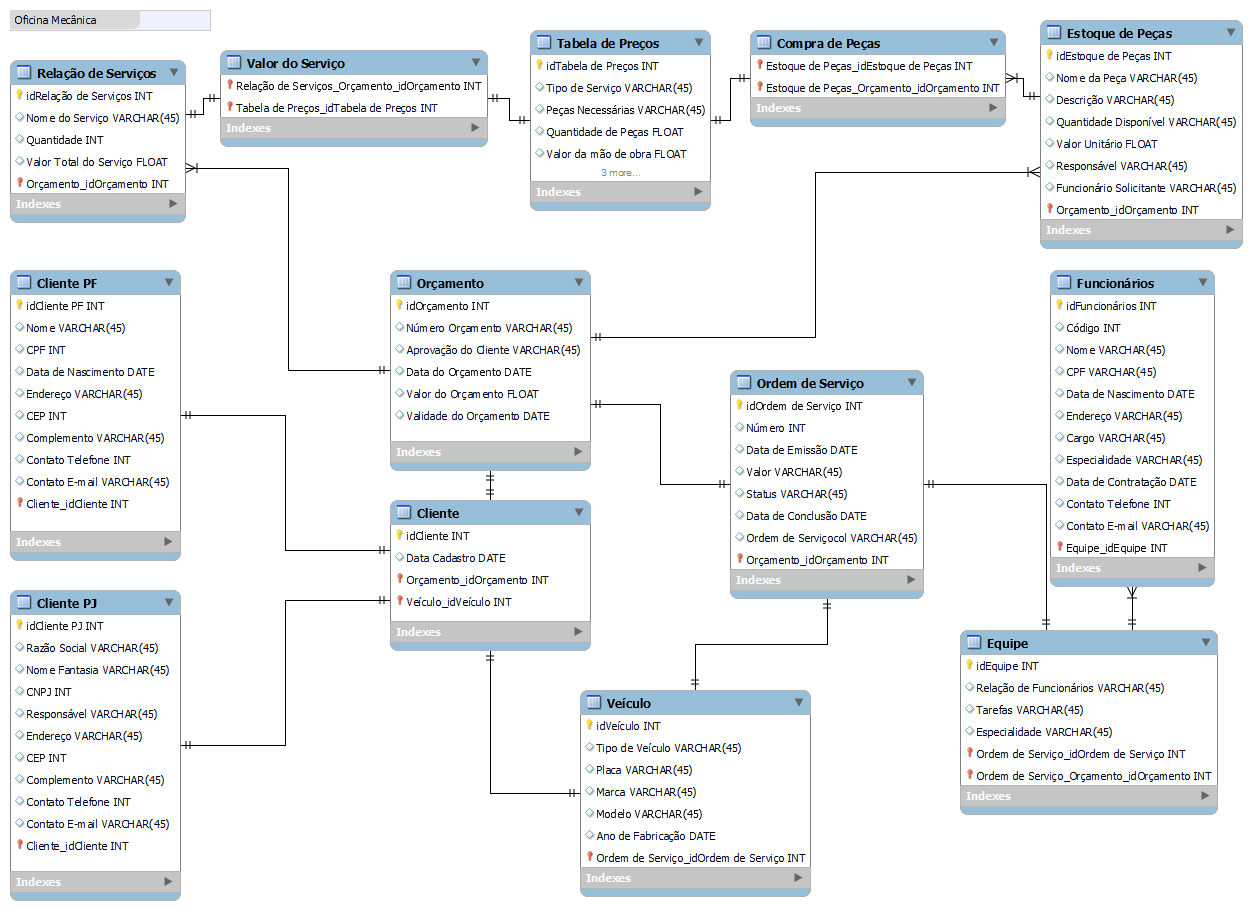 Oficina Mecânica
Relação de Serviços
idRelação de Serviços INT
Nome do Serviço VARCHAR(45)
Quantidade INT
Valor Total do Serviço FLOAT
Orçamento_idOrçamento INT
Indexes
Valor do Serviço
Relação de Serviços_Orçamento_idOrçamento INT
Tabela de Preços_idTabela de Preços INT
Indexes
Tabela de Preços
idTabela de Preços INT
Tipo de Serviço VARCHAR(45)
Peças Necessárias VARCHAR(45)
Quantidade de Peças FLOAT
Valor da mão de obra FLOAT
3 more...
Indexes
Compra de Peças
Estoque de Peças_idEstoque de Peças INT
Estoque de Peças_Orçamento_idOrçamento INT
Indexes
Estoque de Peças
idEstoque de Peças INT
Nome da Peça VARCHAR(45)
Descrição VARCHAR(45)
Quantidade Disponível VARCHAR(45)
Valor Unitário FLOAT
Responsável VARCHAR(45)
Funcionário Solicitante VARCHAR(45)
Orçamento_idOrçamento INT
Indexes
Cliente PF
idCliente PF INT
Nome VARCHAR(45)
CPF INT
Data de Nascimento DATE
Endereço VARCHAR(45)
CEP INT
Complemento VARCHAR(45)
Contato Telefone INT
Contato E-mail VARCHAR(45)
Cliente_idCliente INT
Indexes
Orçamento
idOrçamento INT
Número Orçamento VARCHAR(45)
Aprovação do Cliente VARCHAR(45)
Data do Orçamento DATE
Valor do Orçamento FLOAT
Validade do Orçamento DATE
Indexes
Ordem de Serviço
idOrdem de Serviço INT
Número INT
Data de Emissão DATE
Valor VARCHAR(45)
Status VARCHAR(45)
Data de Conclusão DATE
Ordem de Serviçocol VARCHAR(45)
Orçamento_idOrçamento INT
Indexes
Funcionários
idFuncionários INT
Código INT
Nome VARCHAR(45)
CPF VARCHAR(45)
Data de Nascimento DATE
Endereço VARCHAR(45)
Cargo VARCHAR(45)
Especialidade VARCHAR(45)
Data de Contratação DATE
Contato Telefone INT
Contato E-mail VARCHAR(45)
Equipe_idEquipe INT
Indexes
Cliente
idCliente INT
Data Cadastro DATE
Orçamento_idOrçamento INT
Veículo_idVeículo INT
Indexes
Cliente PJ
idCliente PJ INT
Razão Social VARCHAR(45)
Nome Fantasia VARCHAR(45)
CNPJ INT
Responsável VARCHAR(45)
Endereço VARCHAR(45)
CEP INT
Complemento VARCHAR(45)
Contato Telefone INT
Contato E-mail VARCHAR(45)
Cliente_idCliente INT
Indexes
Veículo
idVeículo INT
Tipo de Veículo VARCHAR(45)
Placa VARCHAR(45)
Marca VARCHAR(45)
Modelo VARCHAR(45)
Ano de Fabricação DATE
Ordem de Serviço_idOrdem de Serviço INT
Indexes
Equipe
idEquipe INT
Relação de Funcionários VARCHAR(45)
Tarefas VARCHAR(45)
Especialidade VARCHAR(45)
Ordem de Serviço_idOrdem de Serviço INT
Ordem de Serviço_Orçamento_idOrçamento INT
Indexes